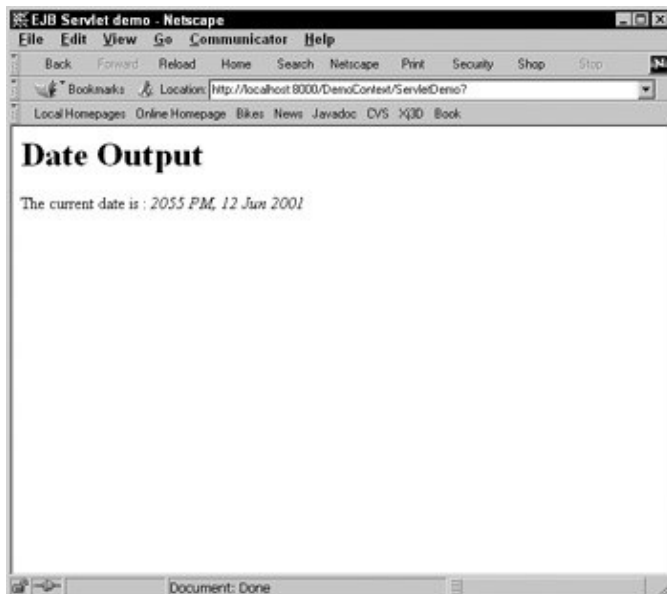 EJB Servlet demo - Netscape
File Edit View Go Communicator Help
Back Forward Reload Home Search Netscape Print Security Shop Stop N
Bookmarks Location: http://localhost:8000/DemoContext/ServletDemo?
Local Homepages Online Homepage Bikes News Javadoc CVS Xj3D Book
Date Output
The current date is : 2055 PM, 12 Jun 2001
Document: Done